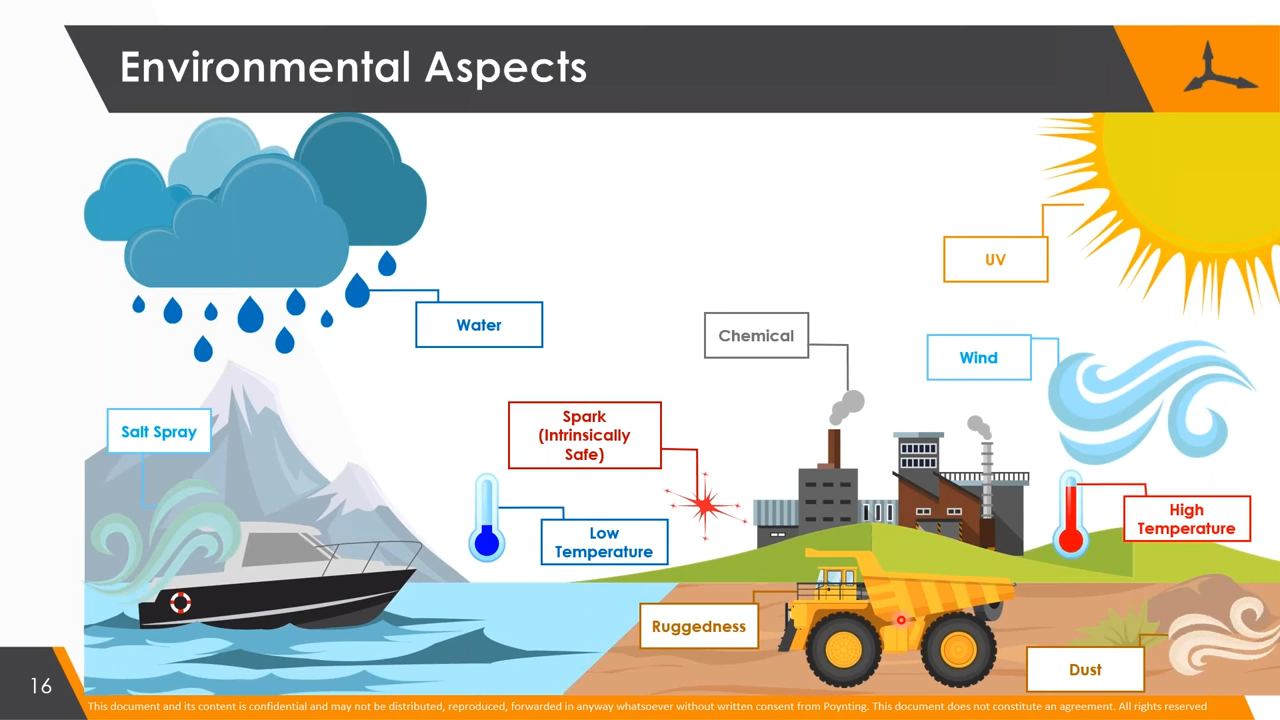 Environmental Aspects
UV
Water
Chemical
Wind
Salt Spray
Spark
(Intrinsically
Safe)
Low
Temperature
High
Temperature
Ruggedness
Dust
16
This document and its content is confidential and may not be distributed, reproduced, forwarded in anyway whatsoever without written consent from Poynting. This document does not constitute an agreement. All rights reserved